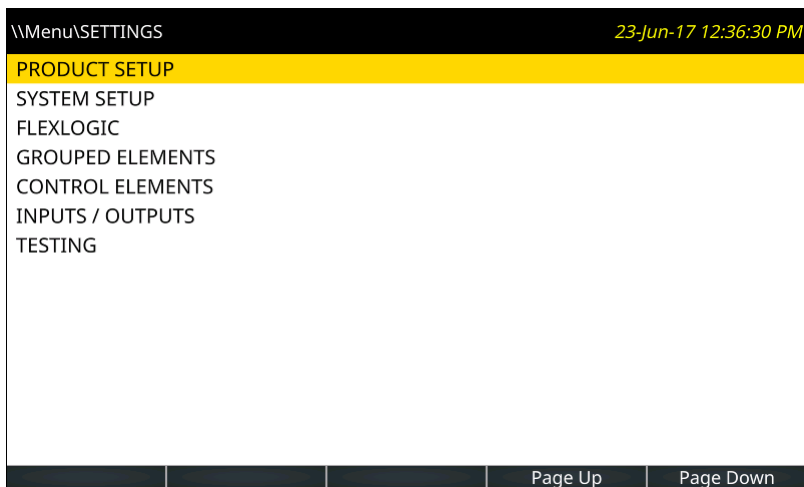 \\Menu\SETTINGS 23-Jun-17 12:36:30 PM
PRODUCT SETUP
SYSTEM SETUP
FLEXLOGIC
GROUPED ELEMENTS
CONTROL ELEMENTS
INPUTS / OUTPUTS
TESTING
Page Up Page Down